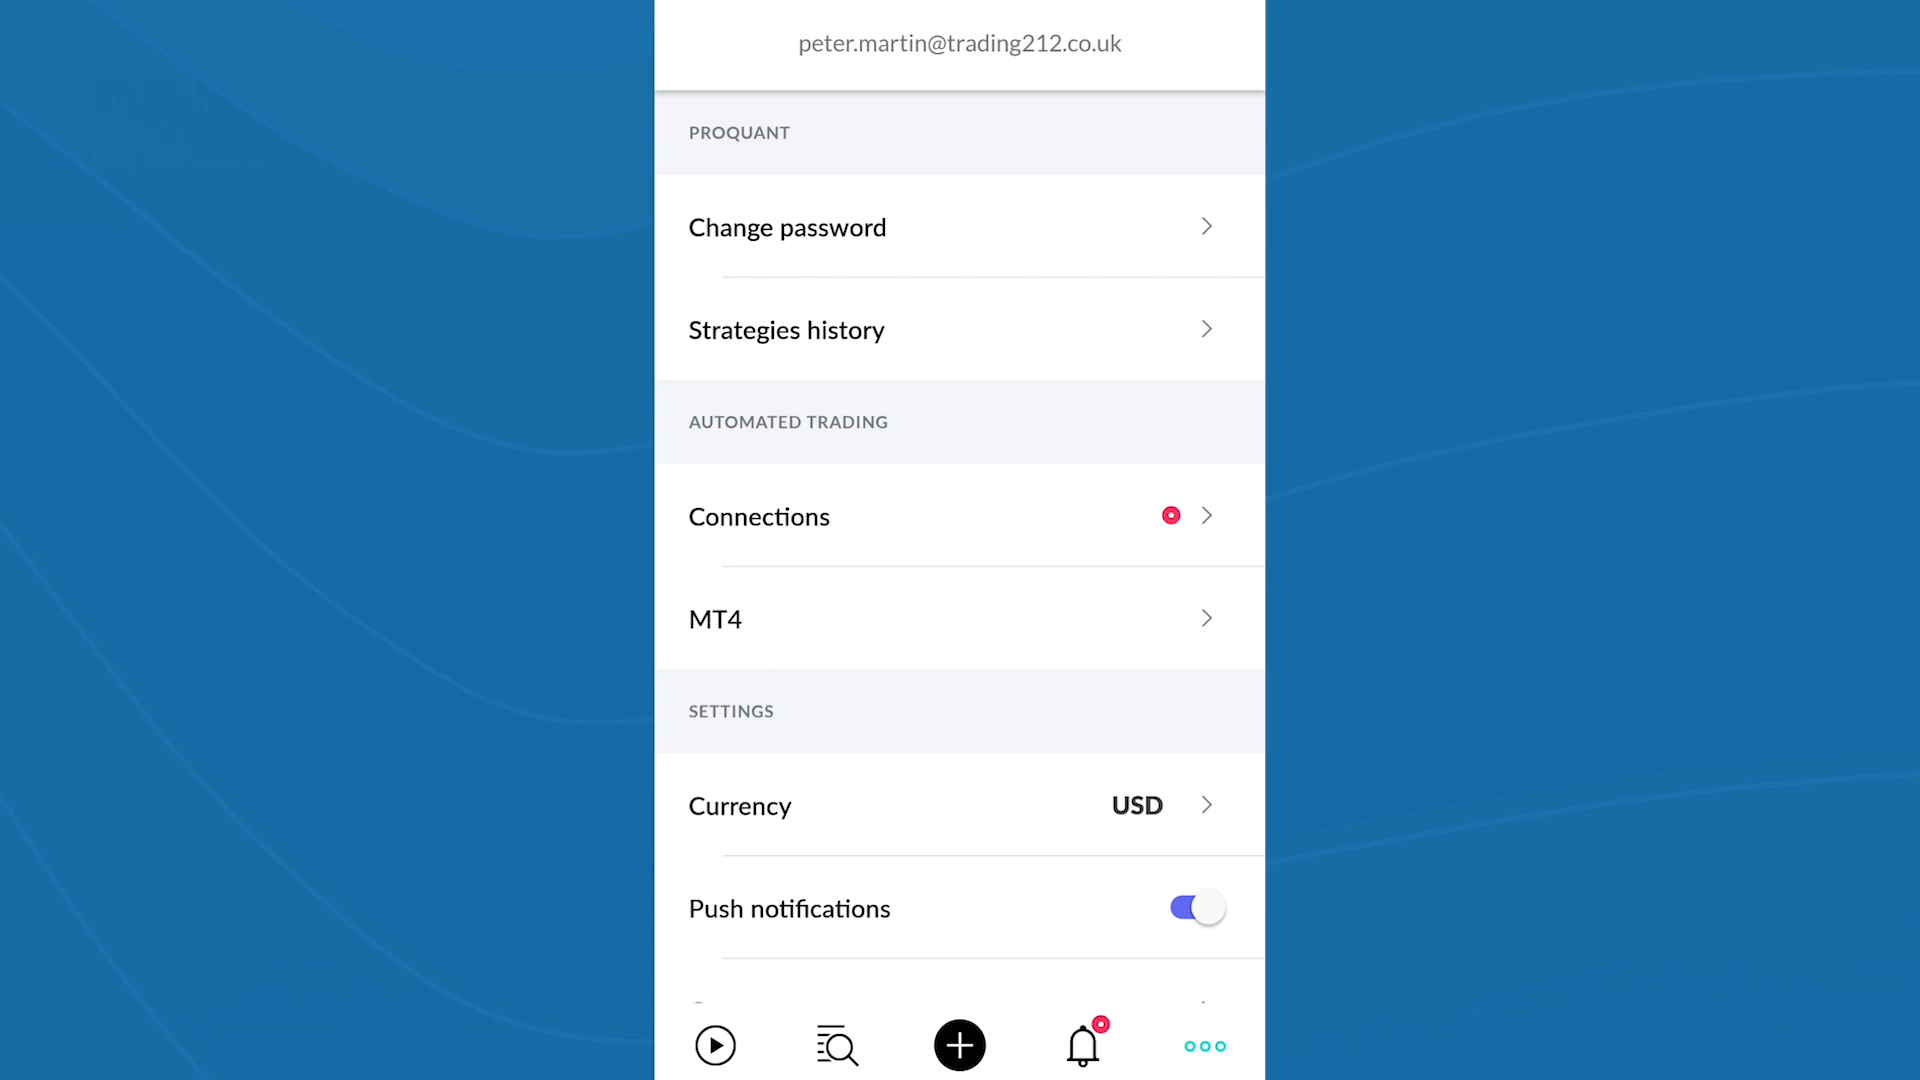 peter.martin@trading212.co.uk
PROQUANT
Change password
Strategies history
AUTOMATED TRADING
Connections
MT4
SETTINGS
Currency USD
Push notifications